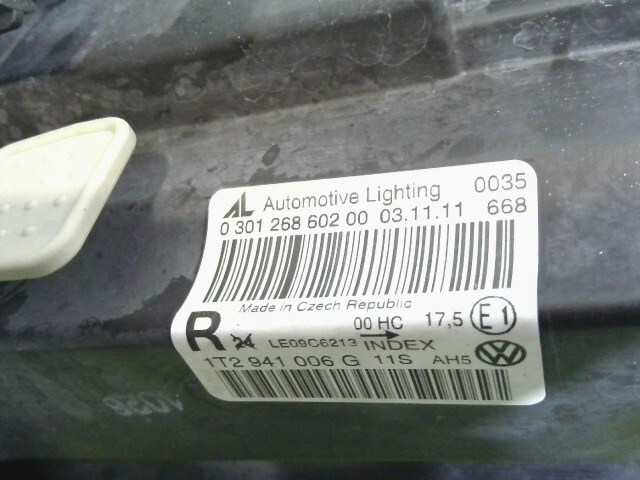 AL Automotive Lighting 0035
0 301 268 602 00 03.11.11 668
Made in Czech Republic
R 00 HC 17,5 E1
LE09C6213 INDEX
1T2 941 006 G 11S AH5 VW